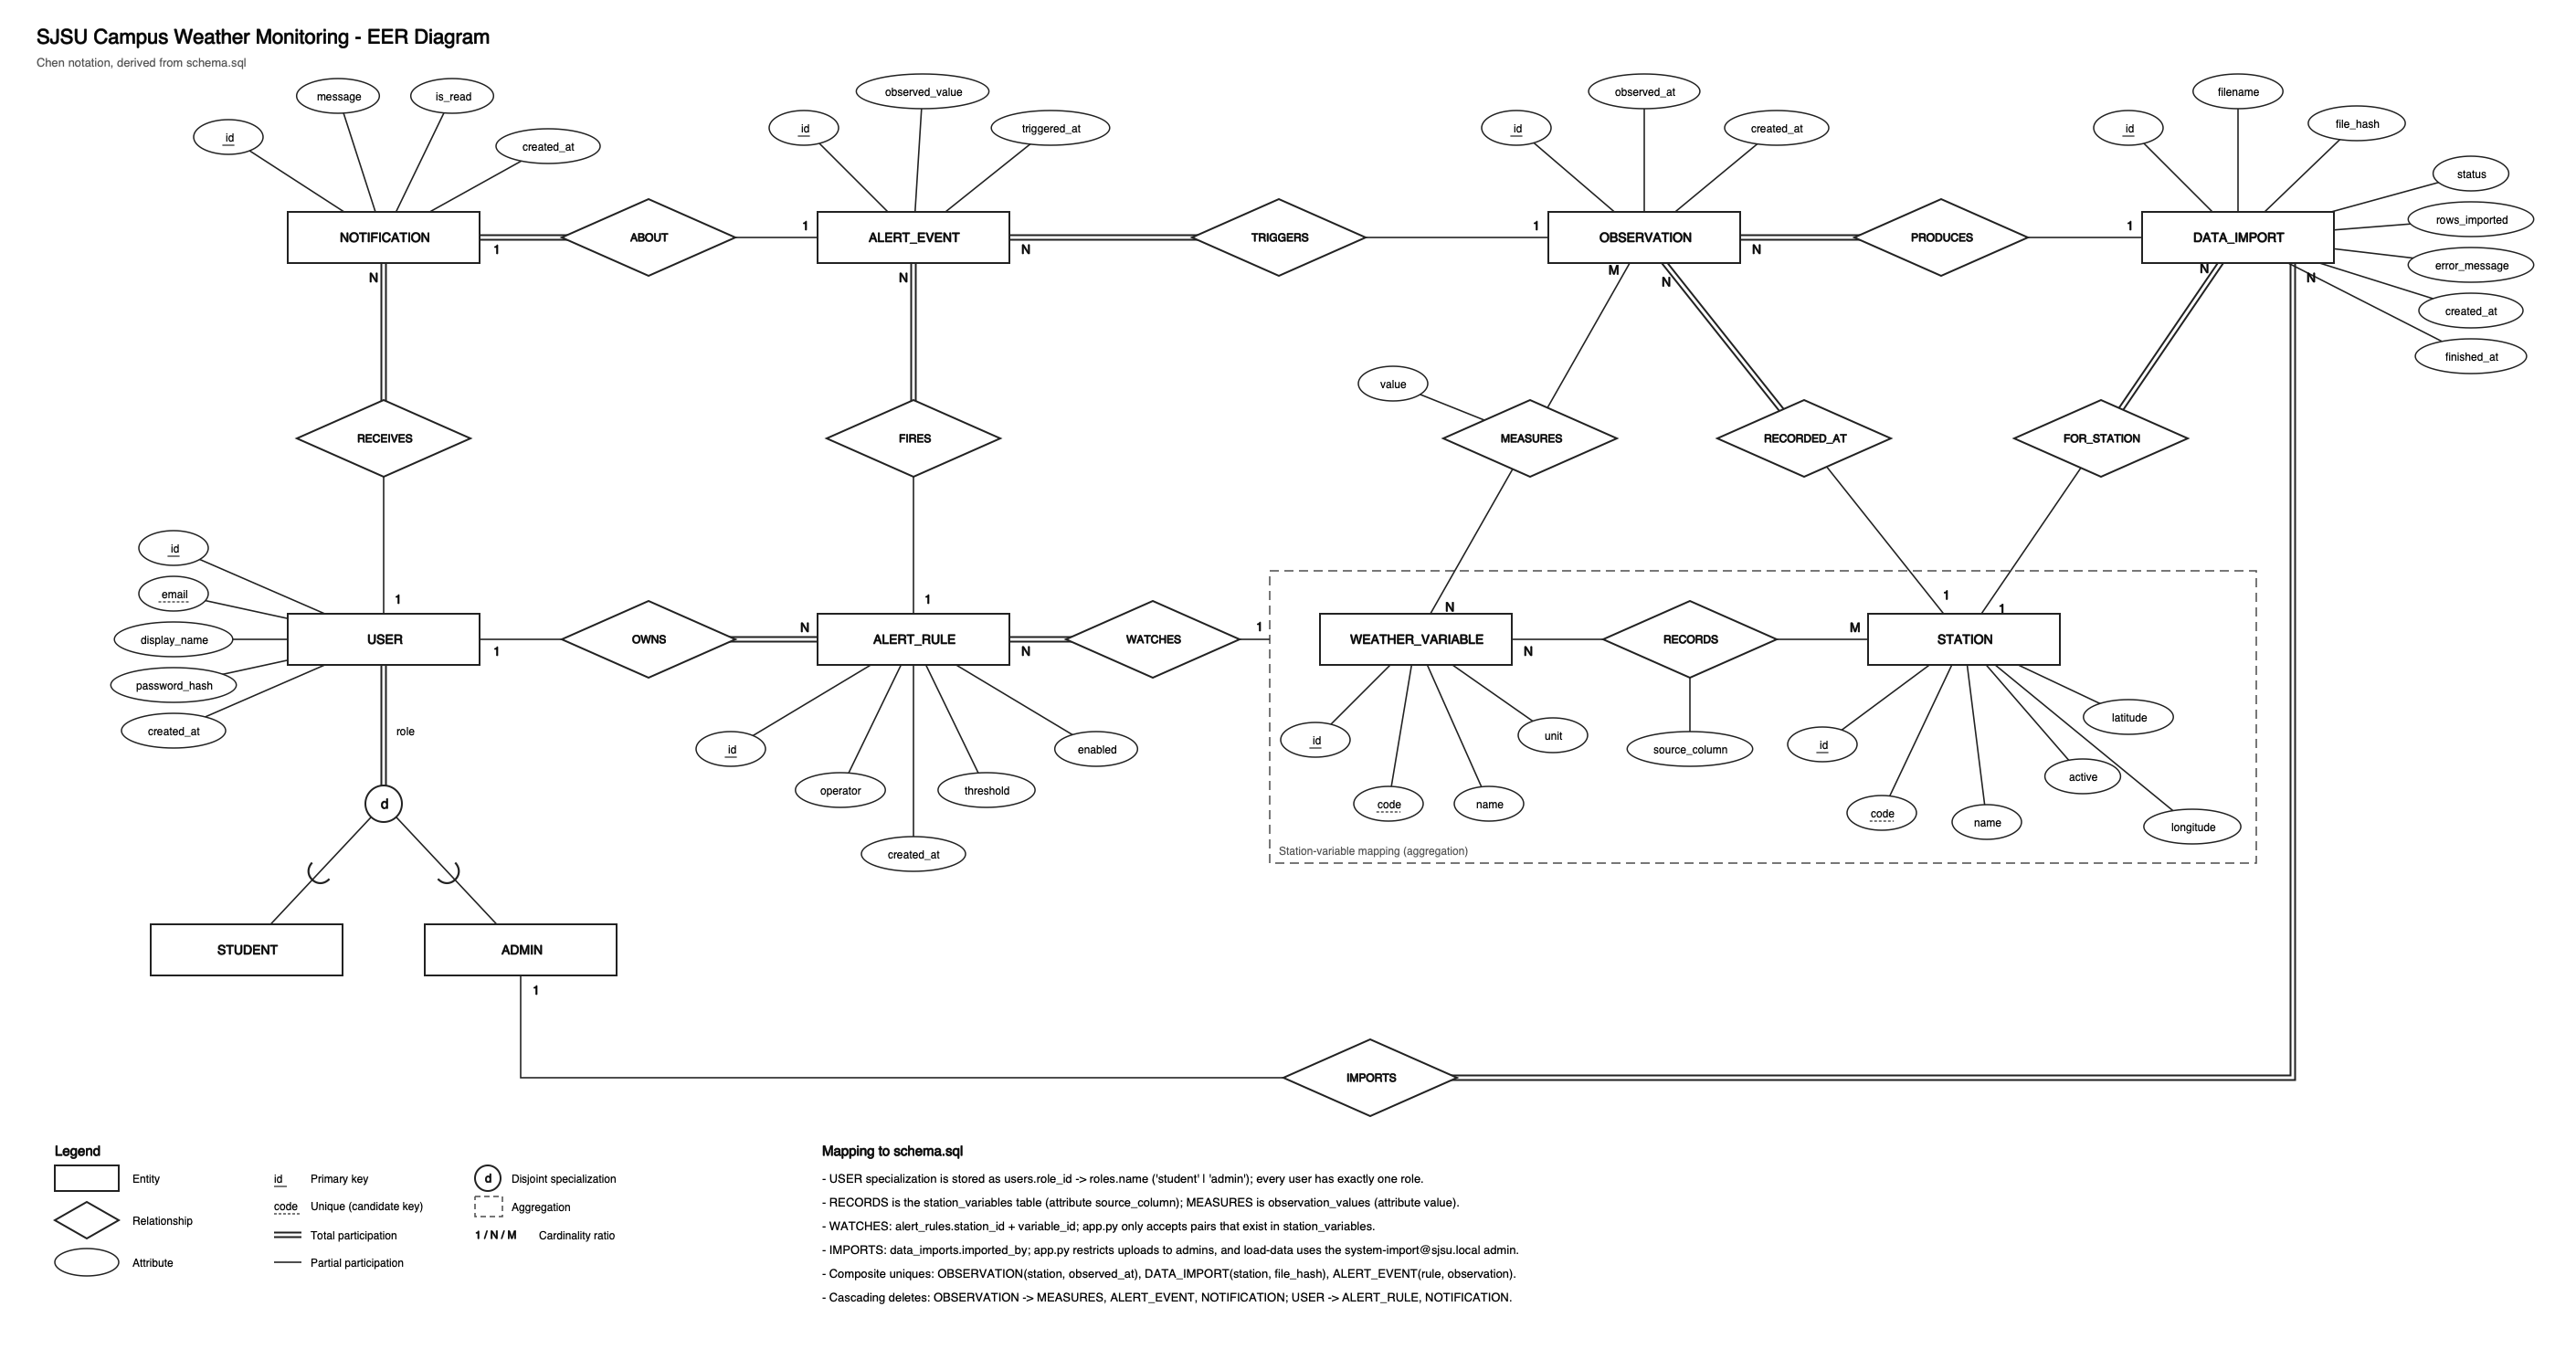 SJSU Campus Weather Monitoring - EER Diagram
Chen notation, derived from schema.sql
id
message
is_read
created_at
id
observed_value
triggered_at
id
observed_at
created_at
id
filename
file_hash
status
rows_imported
error_message
created_at
finished_at
NOTIFICATION
1
ABOUT
1
ALERT_EVENT
N
TRIGGERS
1
OBSERVATION
N
PRODUCES
1
DATA_IMPORT
N
N
M
N
N
N
value
RECEIVES
FIRES
MEASURES
RECORDED_AT
FOR_STATION
id
email
display_name
password_hash
created_at
1
1
N
1
1
USER
1
OWNS
N
ALERT_RULE
N
WATCHES
1
WEATHER_VARIABLE
N
RECORDS
M
STATION
role
id
operator
created_at
threshold
enabled
id
code
name
unit
source_column
id
code
name
active
latitude
longitude
Station-variable mapping (aggregation)
d
STUDENT
ADMIN
1
IMPORTS
Legend
Entity
Relationship
Attribute
id Primary key
code Unique (candidate key)
Total participation
Partial participation
d Disjoint specialization
Aggregation
1 / N / M Cardinality ratio
Mapping to schema.sql
- USER specialization is stored as users.role_id -> roles.name ('student' | 'admin'); every user has exactly one role.
- RECORDS is the station_variables table (attribute source_column); MEASURES is observation_values (attribute value).
- WATCHES: alert_rules.station_id + variable_id; app.py only accepts pairs that exist in station_variables.
- IMPORTS: data_imports.imported_by; app.py restricts uploads to admins, and load-data uses the system-import@sjsu.local admin.
- Composite uniques: OBSERVATION(station, observed_at), DATA_IMPORT(station, file_hash), ALERT_EVENT(rule, observation).
- Cascading deletes: OBSERVATION -> MEASURES, ALERT_EVENT, NOTIFICATION; USER -> ALERT_RULE, NOTIFICATION.